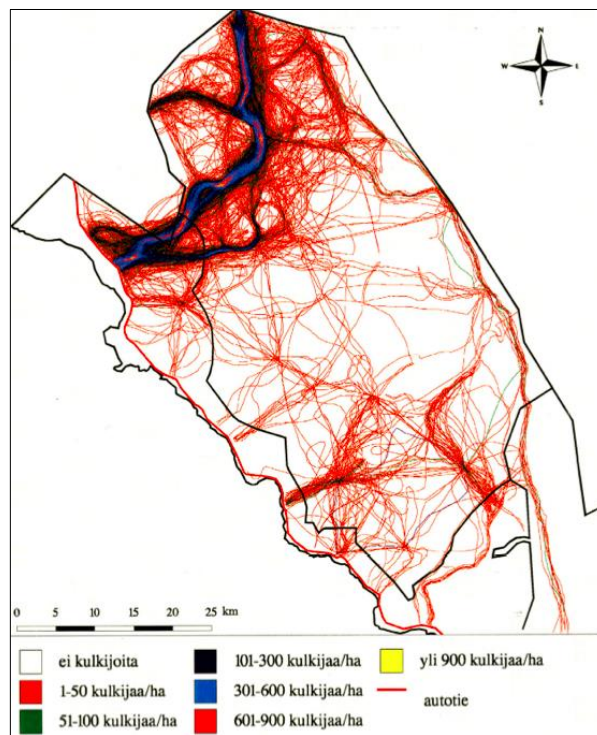 N
W E
S
0 5 10 15 20 25 km
ei kulkijoita
101-300 kulkijaa/ha
yli 900 kulkijaa/ha
1-50 kulkijaa/ha
301-600 kulkijaa/ha
autotie
51-100 kulkijaa/ha
601-900 kulkijaa/ha